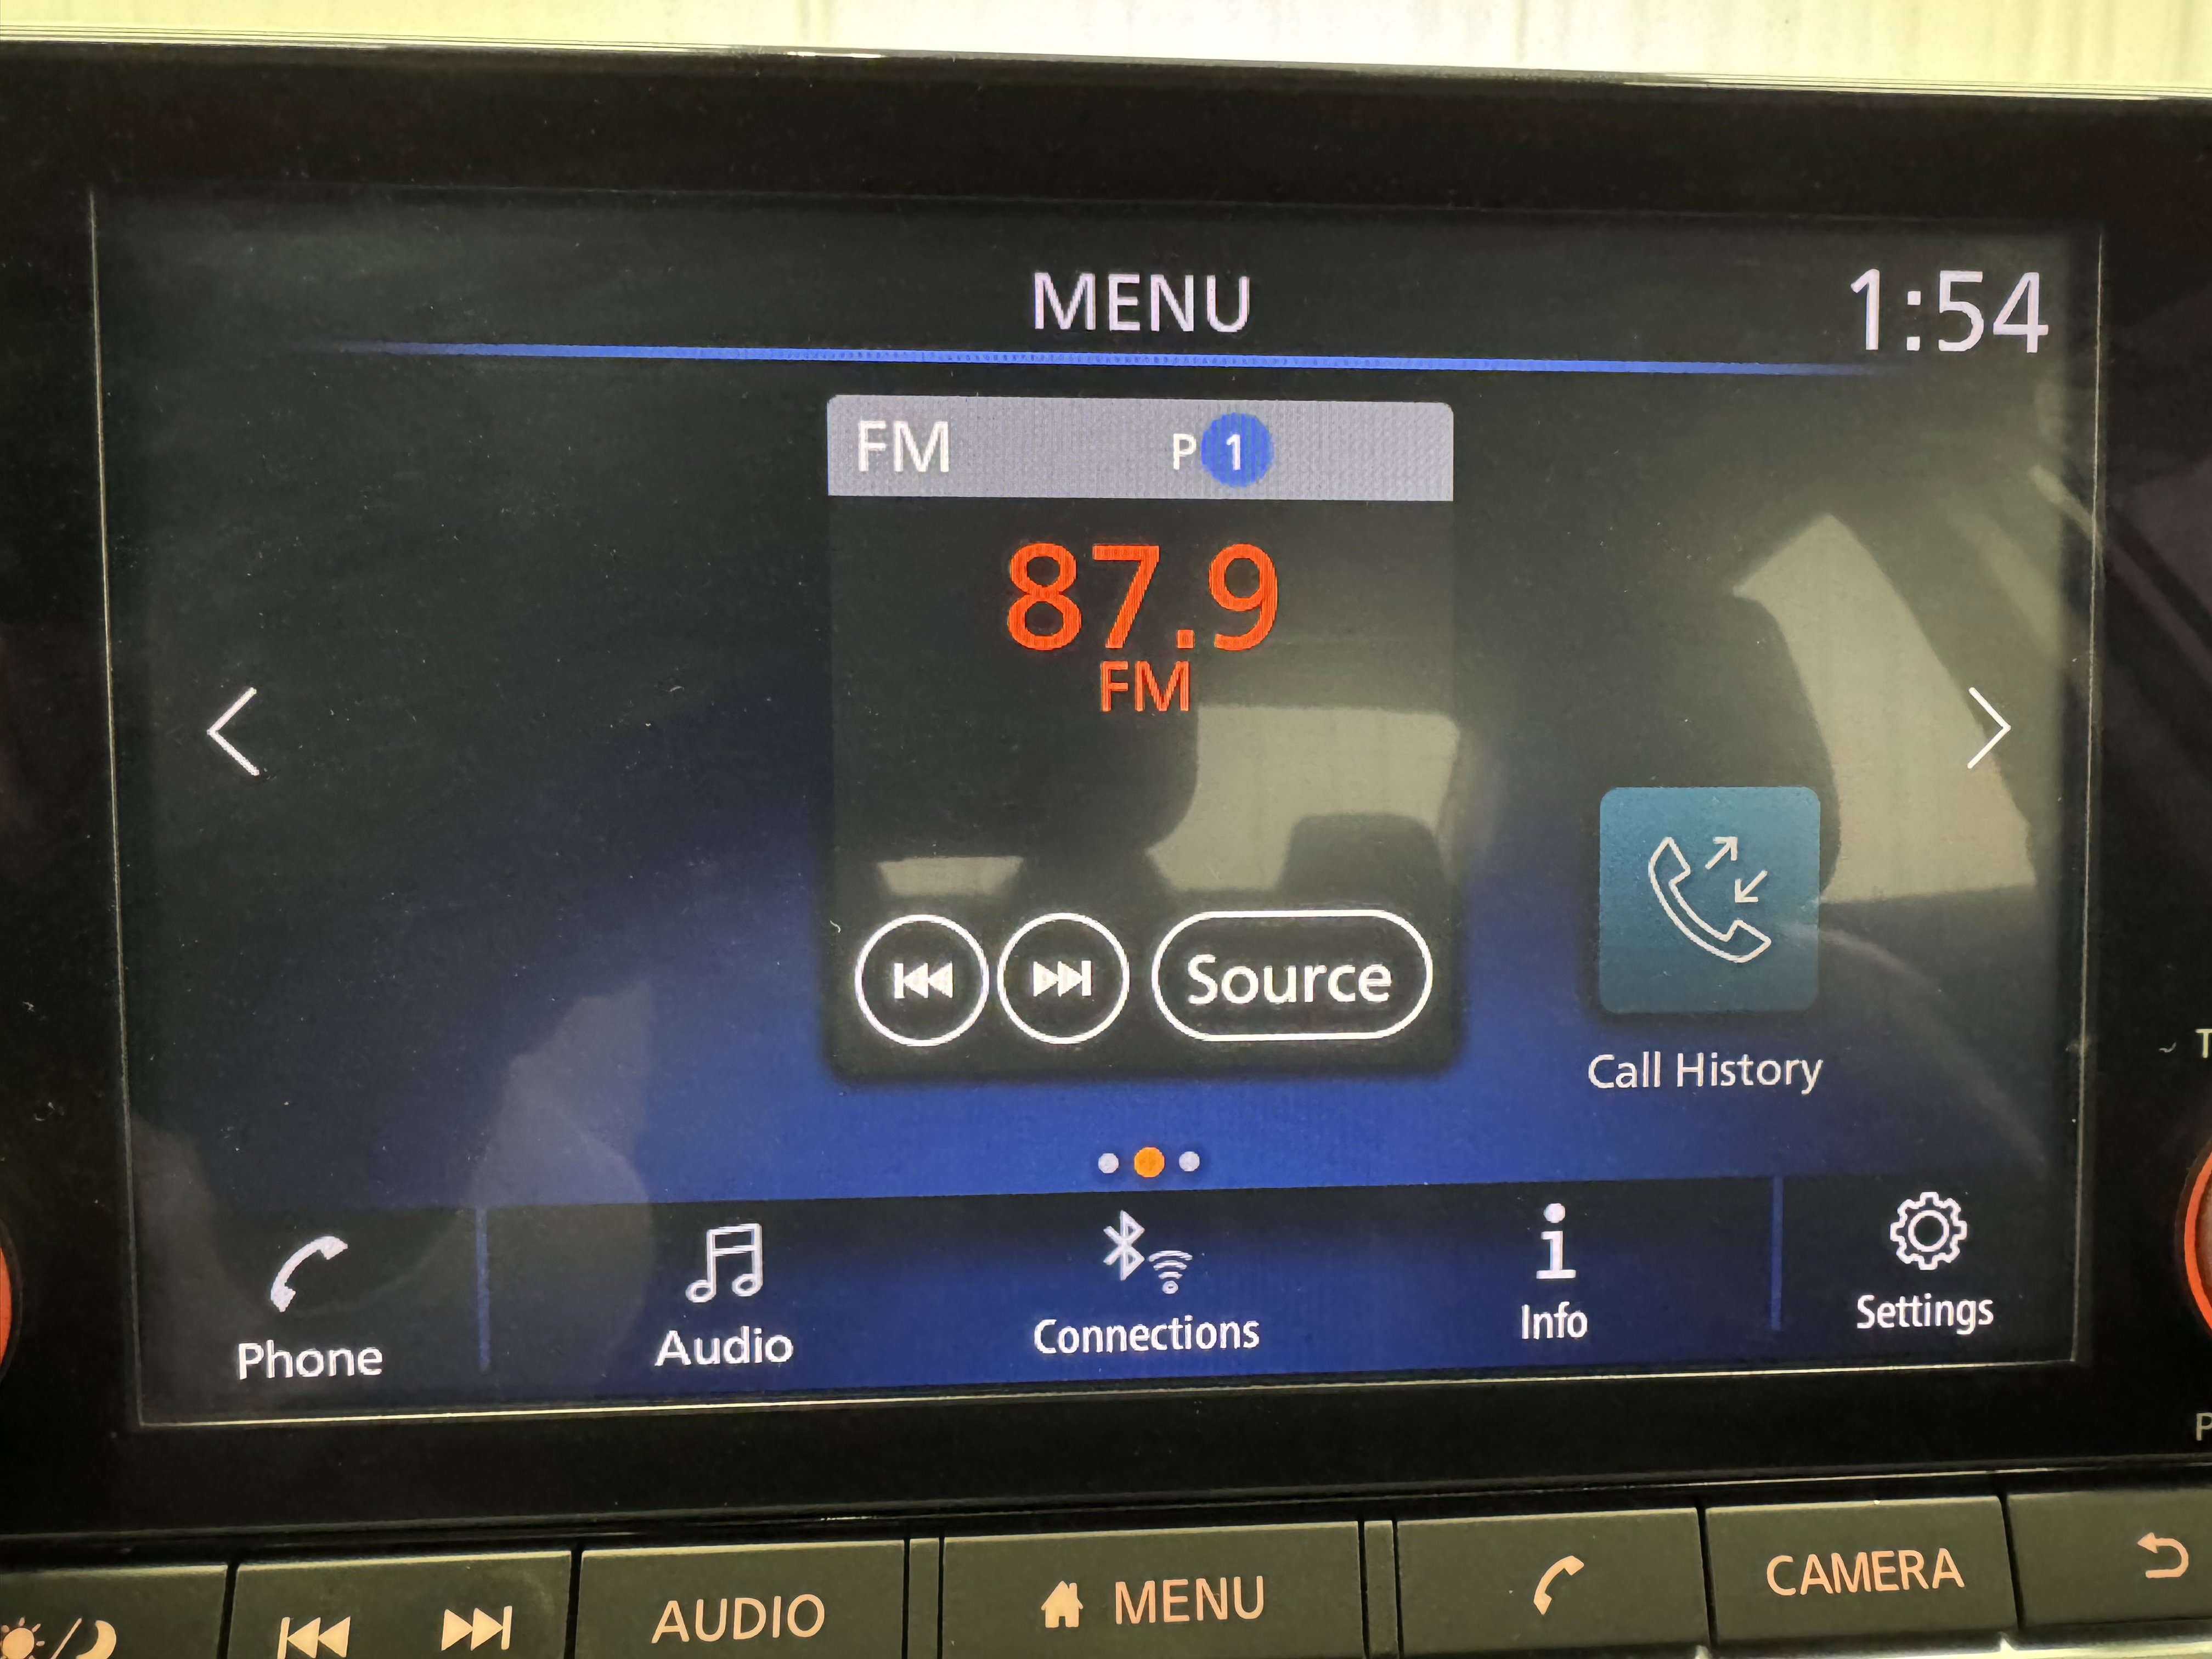 MENU
1:54
FM P 1
87.9
FM
Source
Call History
Phone
Audio
Connections
Info
Settings
AUDIO
MENU
CAMERA